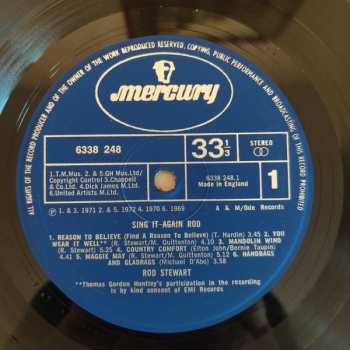 ALL RIGHTS OF THE RECORD PRODUCER AND OF THE OWNER OF THE WORK REPRODUCED RESERVED. COPYING, PUBLIC PERFORMANCE AND BROADCASTING OF THIS RECORD PROHIBITED
mercury
6338 248
33 1/3
STEREO
1.T.M.Mus. 2 & 5.GH Mus.Ltd/
Copyright Control 3.Chappell
& Co.Ltd. 4.Dick James M.Ltd.
6.United Artists M.Ltd.
6338 248.1
Made in England
1
℗ 1. & 3. 1971 2. & 5. 1972 4. 1970 6. 1969
A & M/Ode Records
SING IT AGAIN ROD
1. REASON TO BELIEVE (Find A Reason To Believe) (T. Hardin) 3.45 2. YOU
WEAR IT WELL** (R. Stewart/M. Quittenton) 3. MANDOLIN WIND
(R. Stewart) 5.25 4. COUNTRY COMFORT (Elton John/Bernie Taupin)
4.41 5. MAGGIE MAY (R. Stewart/M. Quittenton) 6. HANDBAGS
AND GLADRAGS (Michael D'Abo) 3.55
ROD STEWART
**Thomas Gordon Huntley's participation in the recording
is by kind consent of EMI Records